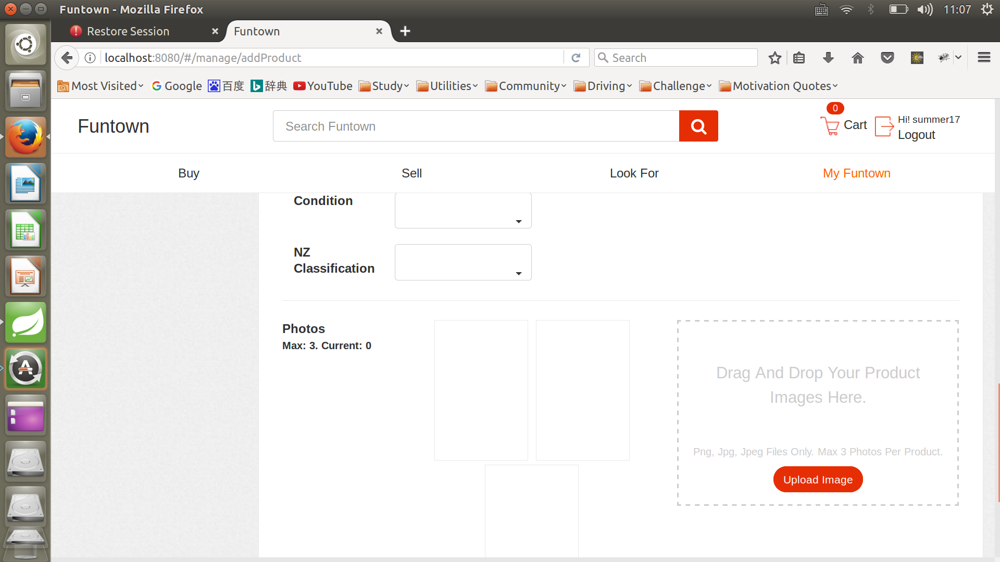 Funtown - Mozilla Firefox
11:07
Restore Session
Funtown
localhost:8080/#/manage/addProduct
Search
Most Visited
Google
百度
辞典
YouTube
Study
Utilities
Community
Driving
Challenge
Motivation Quotes
Funtown
Search Funtown
0
Cart
Hi! summer17
Logout
Buy
Sell
Look For
My Funtown
Condition
NZ
Classification
Photos
Max: 3. Current: 0
Drag And Drop Your Product
Images Here.
Png, Jpg, Jpeg Files Only. Max 3 Photos Per Product.
Upload Image